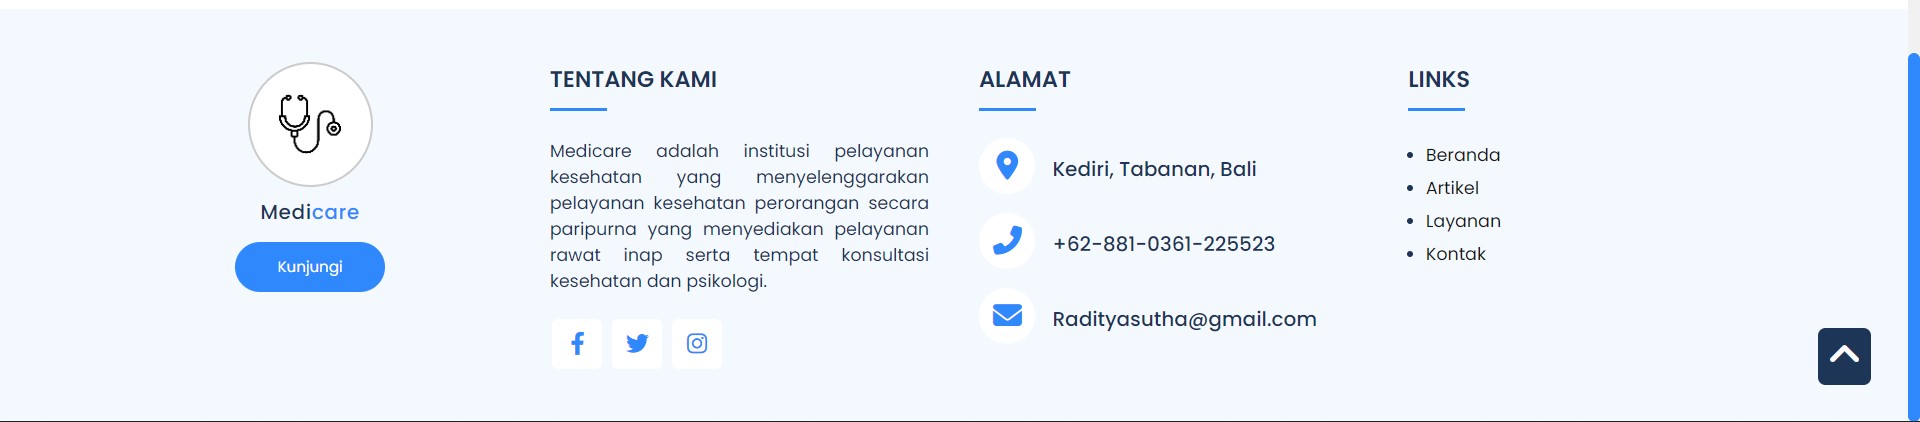 Medicare
Kunjungi
TENTANG KAMI
Medicare adalah institusi pelayanan
kesehatan yang menyelenggarakan
pelayanan kesehatan perorangan secara
paripurna yang menyediakan pelayanan
rawat inap serta tempat konsultasi
kesehatan dan psikologi.
ALAMAT
Kediri, Tabanan, Bali
+62-881-0361-225523
Radityasutha@gmail.com
LINKS
Beranda
Artikel
Layanan
Kontak